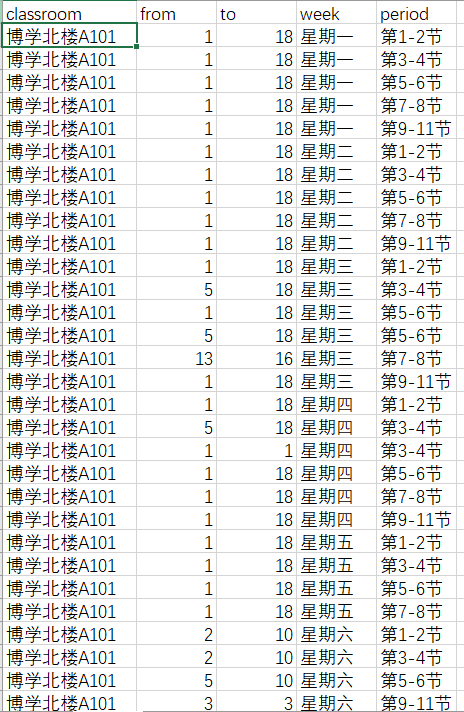 classroom from to week period
博学北楼A101 1 18 星期一 第1-2节
博学北楼A101 1 18 星期一 第3-4节
博学北楼A101 1 18 星期一 第5-6节
博学北楼A101 1 18 星期一 第7-8节
博学北楼A101 1 18 星期一 第9-11节
博学北楼A101 1 18 星期二 第1-2节
博学北楼A101 1 18 星期二 第3-4节
博学北楼A101 1 18 星期二 第5-6节
博学北楼A101 1 18 星期二 第7-8节
博学北楼A101 1 18 星期二 第9-11节
博学北楼A101 1 18 星期三 第1-2节
博学北楼A101 5 18 星期三 第3-4节
博学北楼A101 1 18 星期三 第5-6节
博学北楼A101 5 18 星期三 第5-6节
博学北楼A101 13 16 星期三 第7-8节
博学北楼A101 1 18 星期三 第9-11节
博学北楼A101 1 18 星期四 第1-2节
博学北楼A101 5 18 星期四 第3-4节
博学北楼A101 1 1 星期四 第3-4节
博学北楼A101 1 18 星期四 第5-6节
博学北楼A101 1 18 星期四 第7-8节
博学北楼A101 1 18 星期四 第9-11节
博学北楼A101 1 18 星期五 第1-2节
博学北楼A101 1 18 星期五 第3-4节
博学北楼A101 1 18 星期五 第5-6节
博学北楼A101 1 18 星期五 第7-8节
博学北楼A101 2 10 星期六 第1-2节
博学北楼A101 2 10 星期六 第3-4节
博学北楼A101 5 10 星期六 第5-6节
博学北楼A101 3 3 星期六 第9-11节